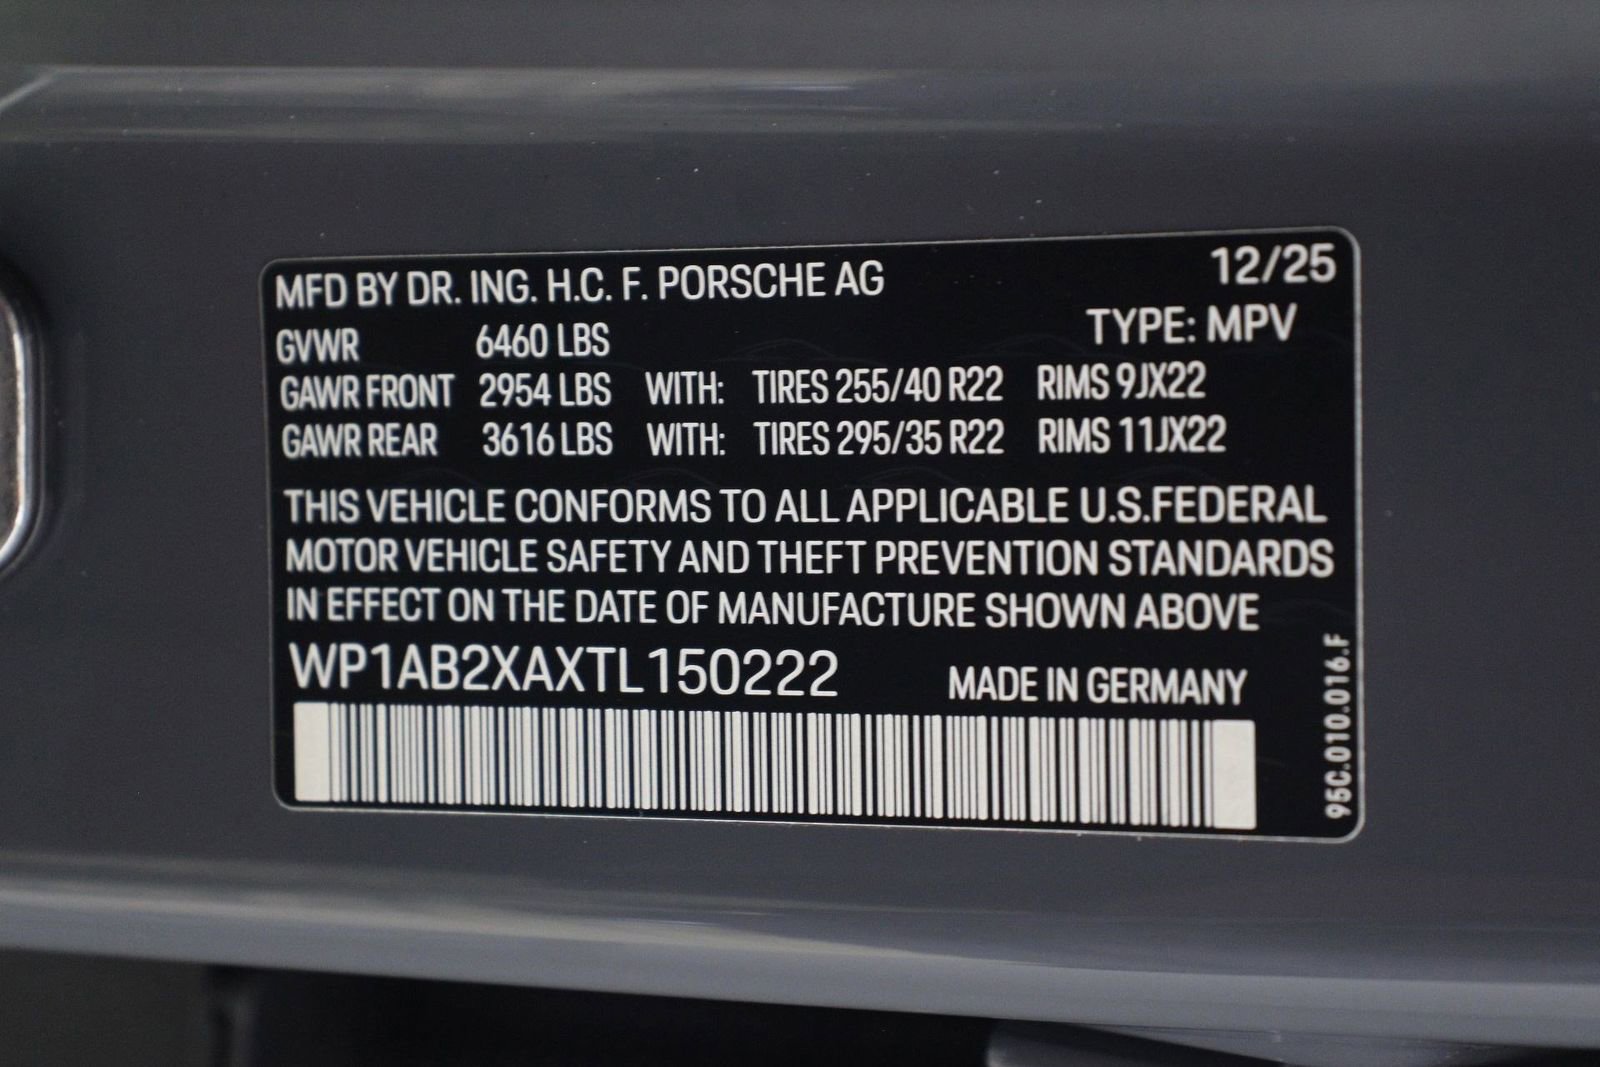 MFD BY DR. ING. H.C. F. PORSCHE AG 12/25
GVWR 6460 LBS TYPE: MPV
GAWR FRONT 2954 LBS WITH: TIRES 255/40 R22 RIMS 9JX22
GAWR REAR 3616 LBS WITH: TIRES 295/35 R22 RIMS 11JX22
THIS VEHICLE CONFORMS TO ALL APPLICABLE U.S.FEDERAL
MOTOR VEHICLE SAFETY AND THEFT PREVENTION STANDARDS
IN EFFECT ON THE DATE OF MANUFACTURE SHOWN ABOVE
WP1AB2XAXTL150222 MADE IN GERMANY
95C.010.016.F